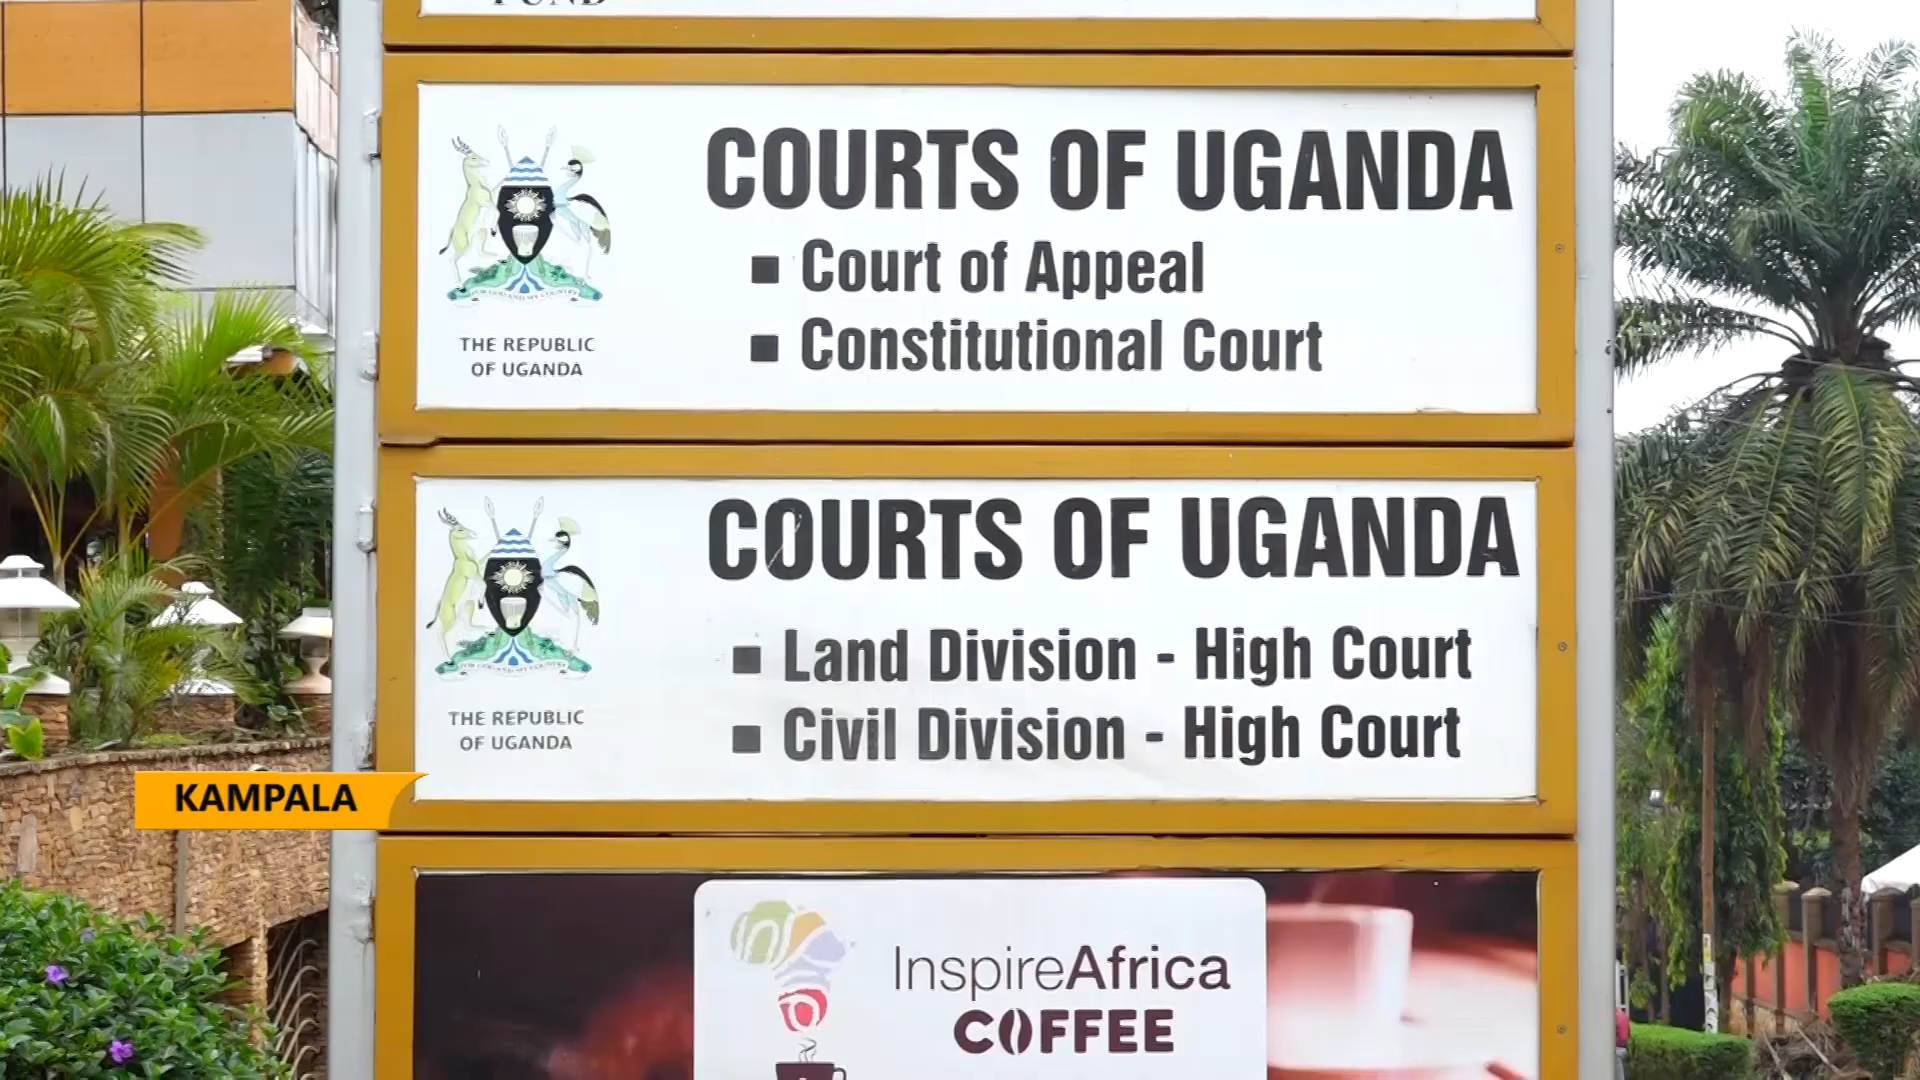 FUND
COURTS OF UGANDA
▪ Court of Appeal
▪ Constitutional Court
THE REPUBLIC
OF UGANDA
COURTS OF UGANDA
▪ Land Division - High Court
▪ Civil Division - High Court
THE REPUBLIC
OF UGANDA
KAMPALA
InspireAfrica
COFFEE